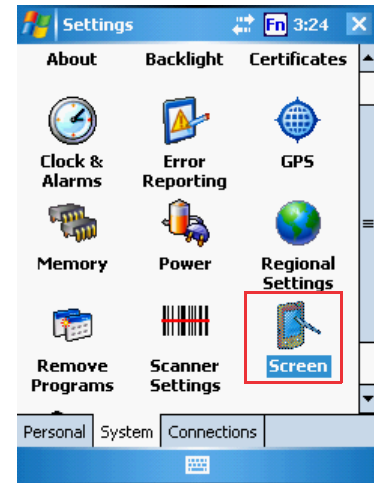 Settings Fn 3:24
About Backlight Certificates
Clock & Error GPS
Alarms Reporting
Memory Power Regional
Settings
Remove Scanner Screen
Programs Settings
Personal System Connections